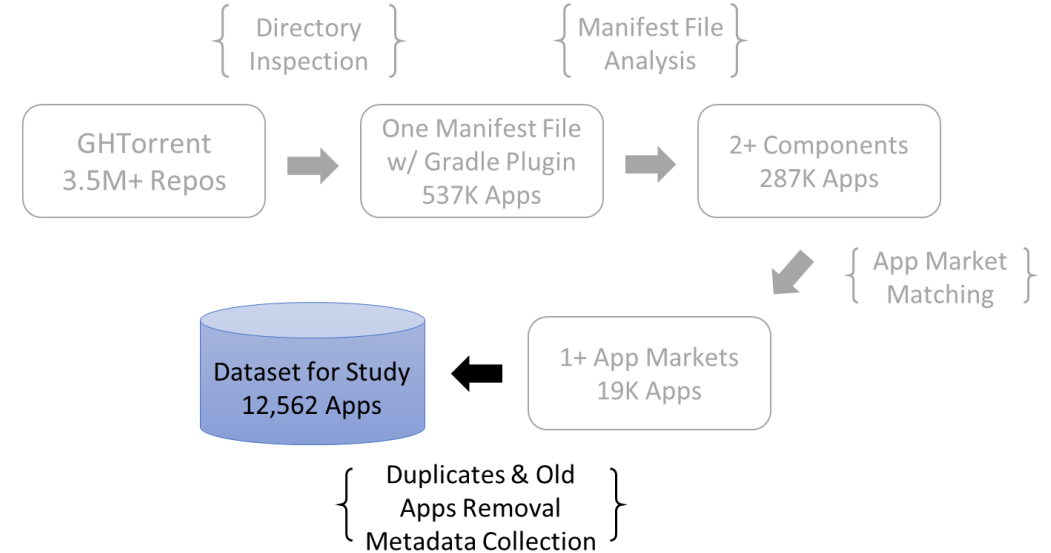 Directory
Inspection
Manifest File
Analysis
GHTorrent
3.5M+ Repos
One Manifest File
w/ Gradle Plugin
537K Apps
2+ Components
287K Apps
App Market
Matching
1+ App Markets
19K Apps
Dataset for Study
12,562 Apps
Duplicates & Old
Apps Removal
Metadata Collection